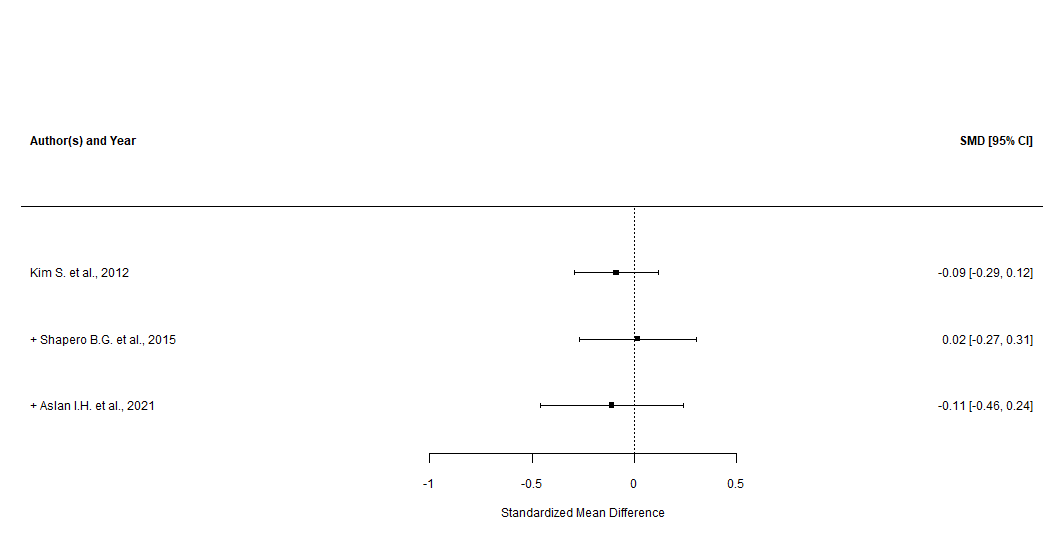 Author(s) and Year SMD [95% CI]
Kim S. et al., 2012 -0.09 [-0.29, 0.12]
+ Shapero B.G. et al., 2015 0.02 [-0.27, 0.31]
+ Aslan I.H. et al., 2021 -0.11 [-0.46, 0.24]
-1 -0.5 0 0.5
Standardized Mean Difference